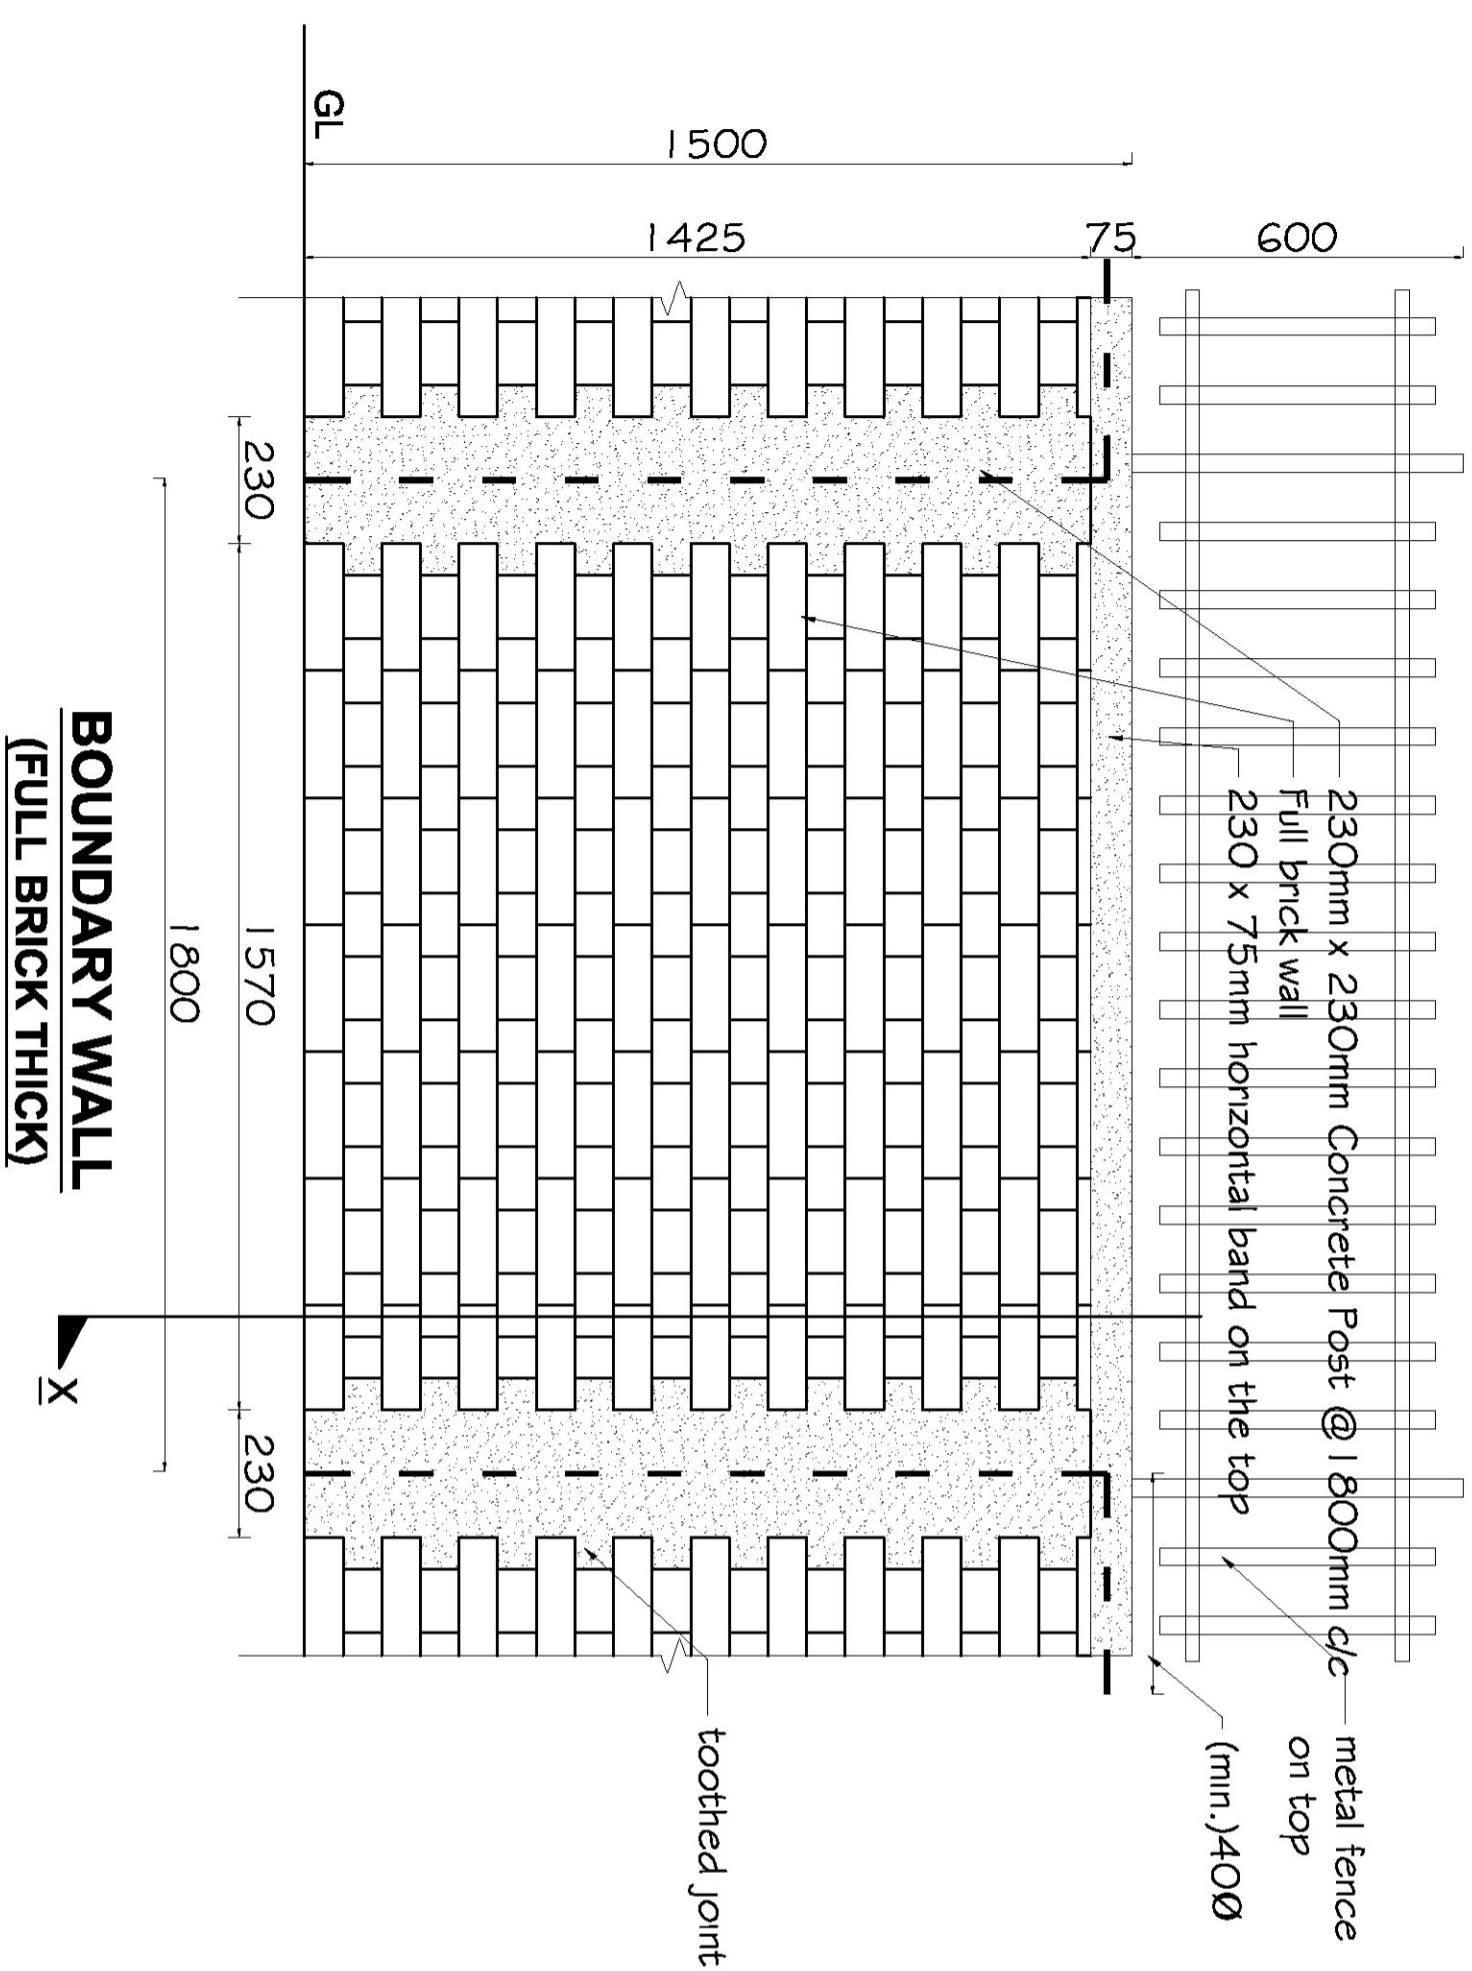 600
75
1425
1500
GL
230mm x 230mm Concrete Post @1800mm c/c
Full brick wall
230 x 75mm horizontal band on the top
metal fence
on top
(min.)40Ø
toothed joint
230
1570
230
1800
X
BOUNDARY WALL
(FULL BRICK THICK)